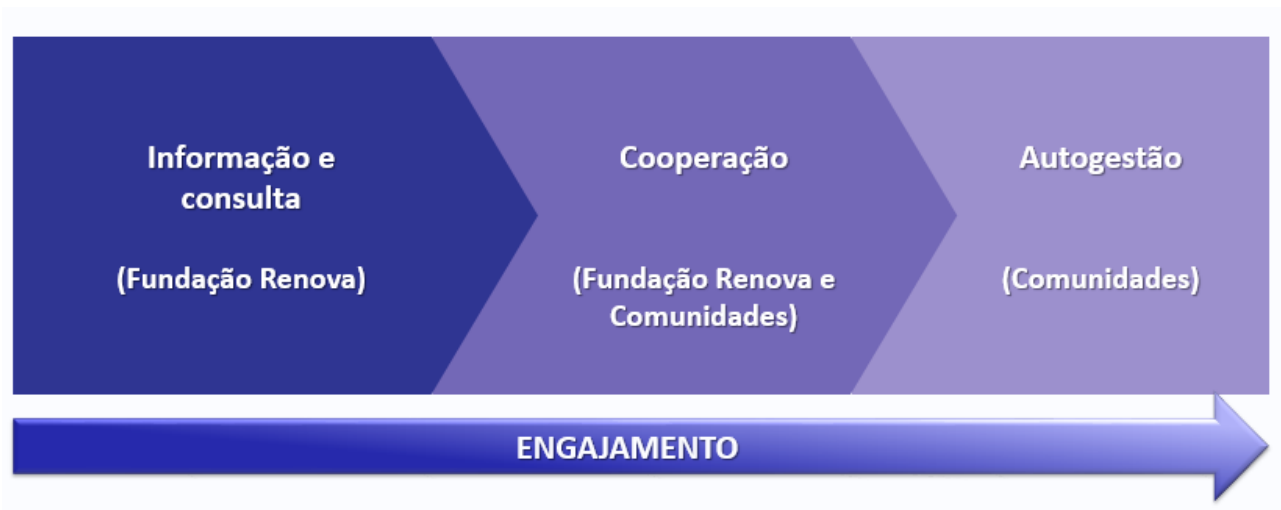 Informação e
consulta
(Fundação Renova)
Cooperação
(Fundação Renova e
Comunidades)
Autogestão
(Comunidades)
ENGAJAMENTO